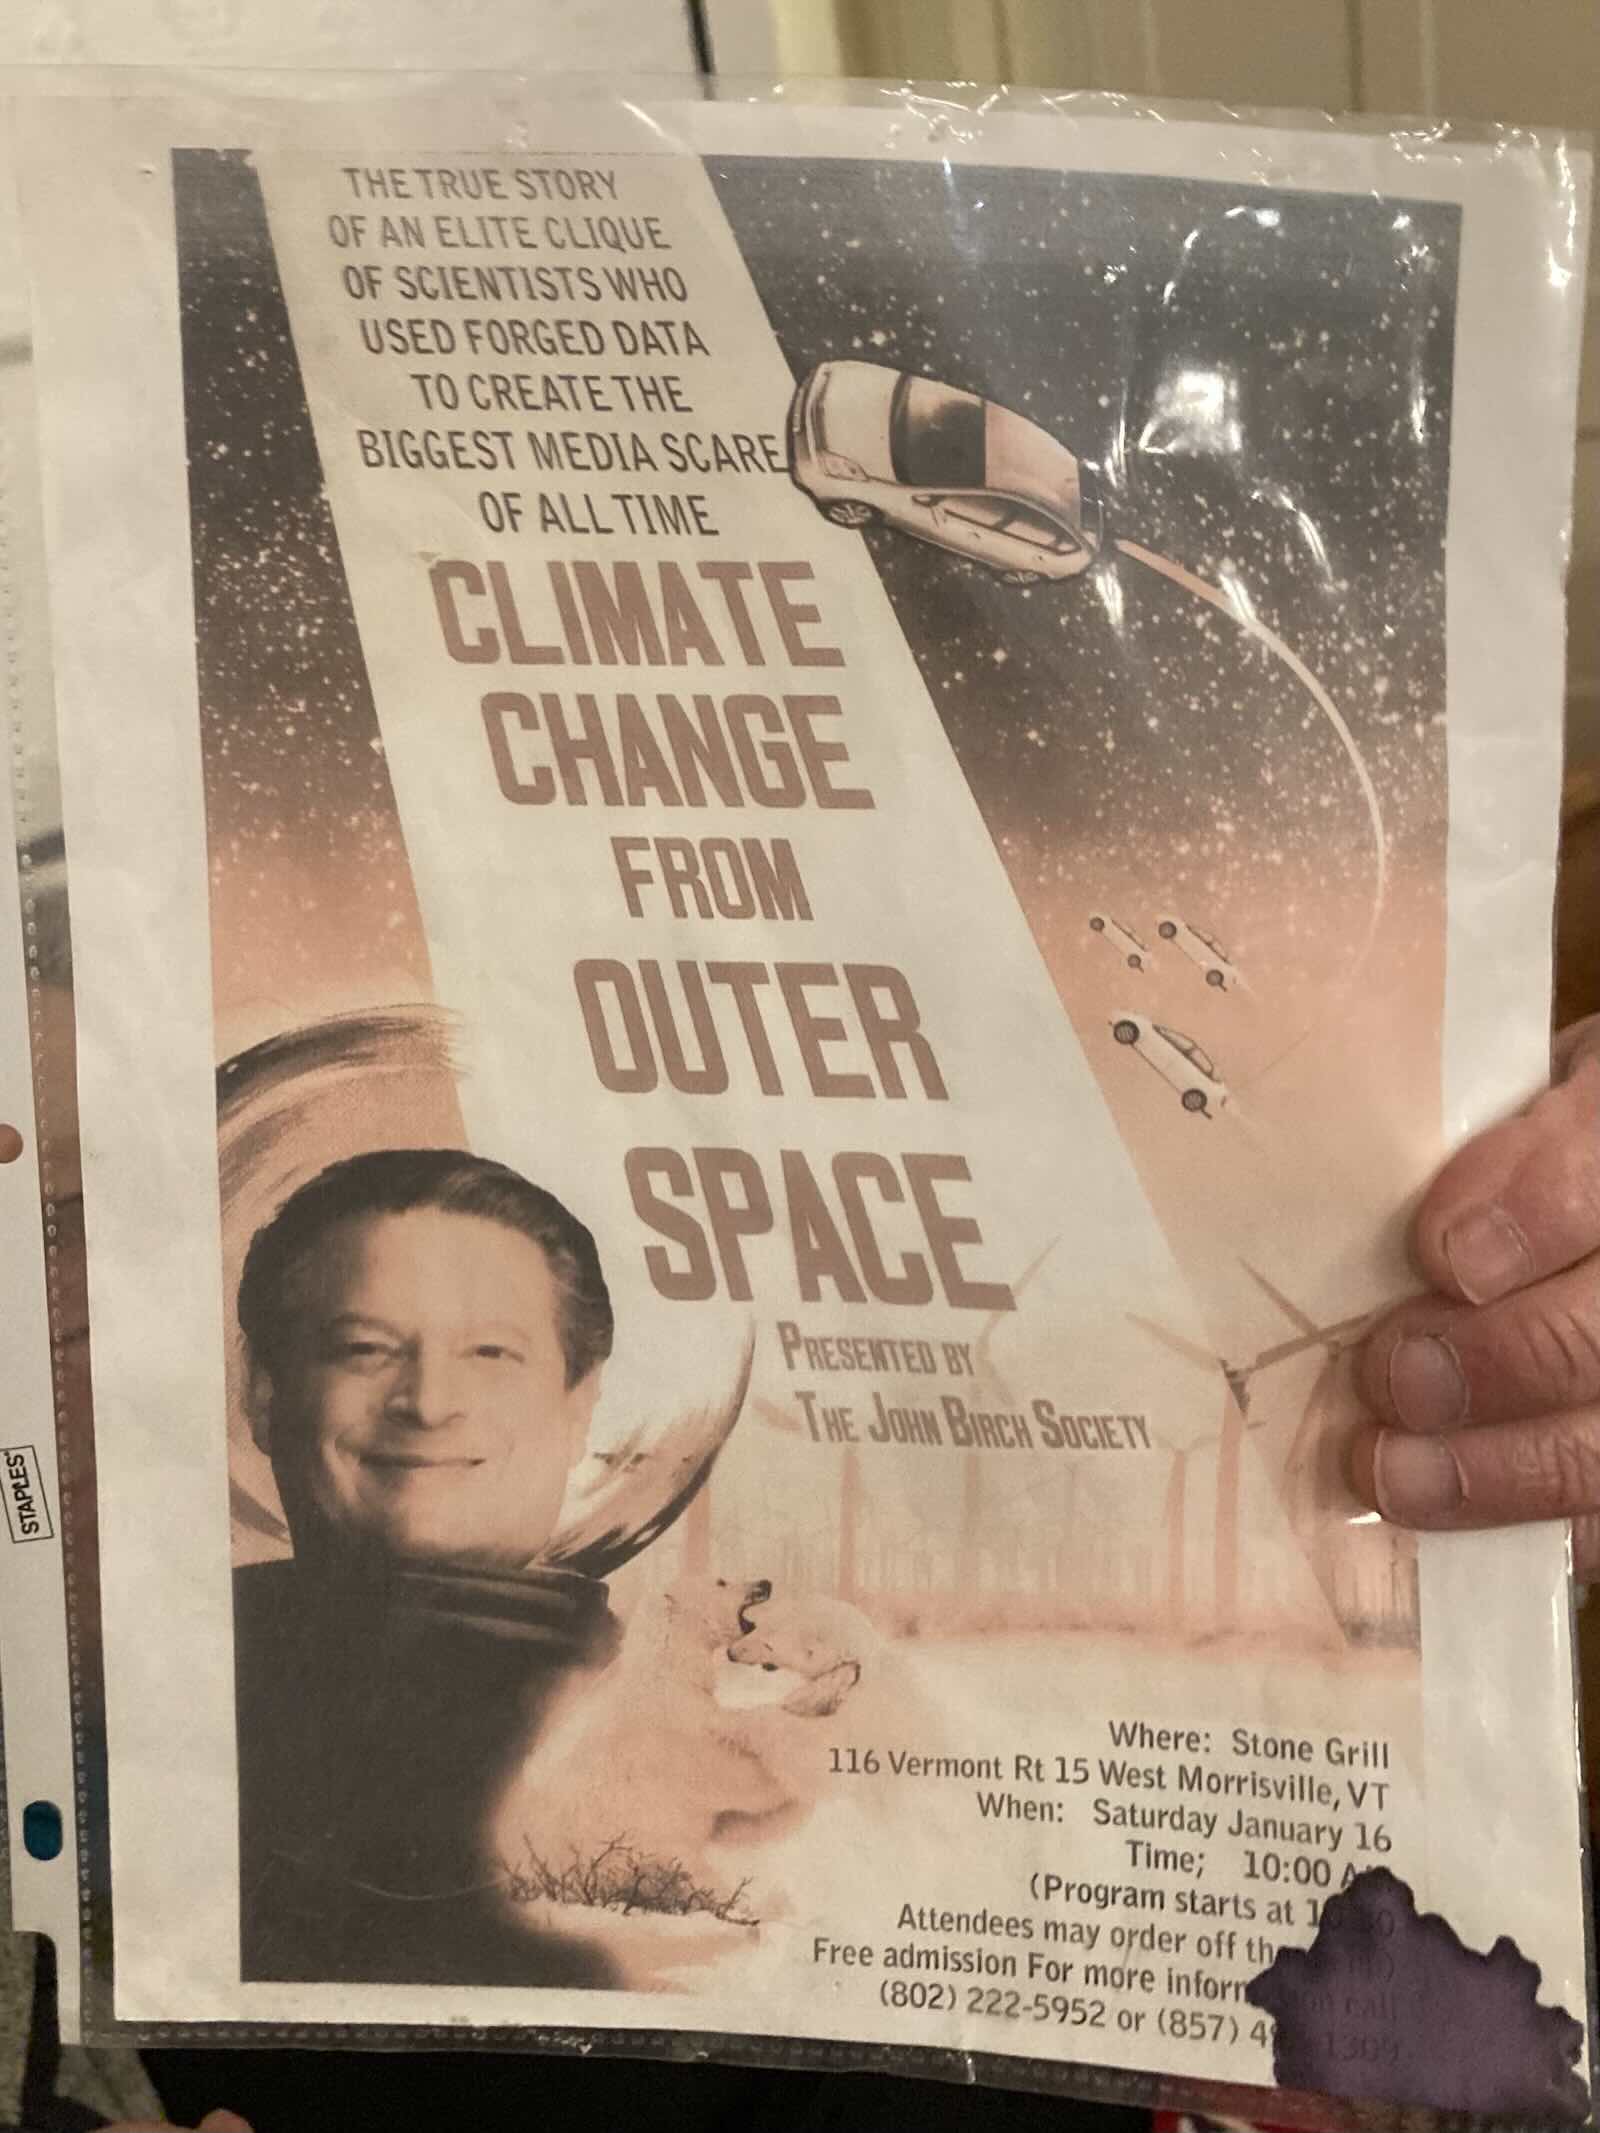 THE TRUE STORY
OF AN ELITE CLIQUE
OF SCIENTISTS WHO
USED FORGED DATA
TO CREATE THE
BIGGEST MEDIA SCARE
OF ALL TIME
CLIMATE
CHANGE
FROM
OUTER
SPACE
PRESENTED BY
THE JOHN BIRCH SOCIETY
Where: Stone Grill
116 Vermont Rt 15 West Morrisville, VT
When: Saturday January 16
Time; 10:00
(Program starts at
Attendees may order off
Free admission For more
(802) 222-5952 or (857)
STAPLES